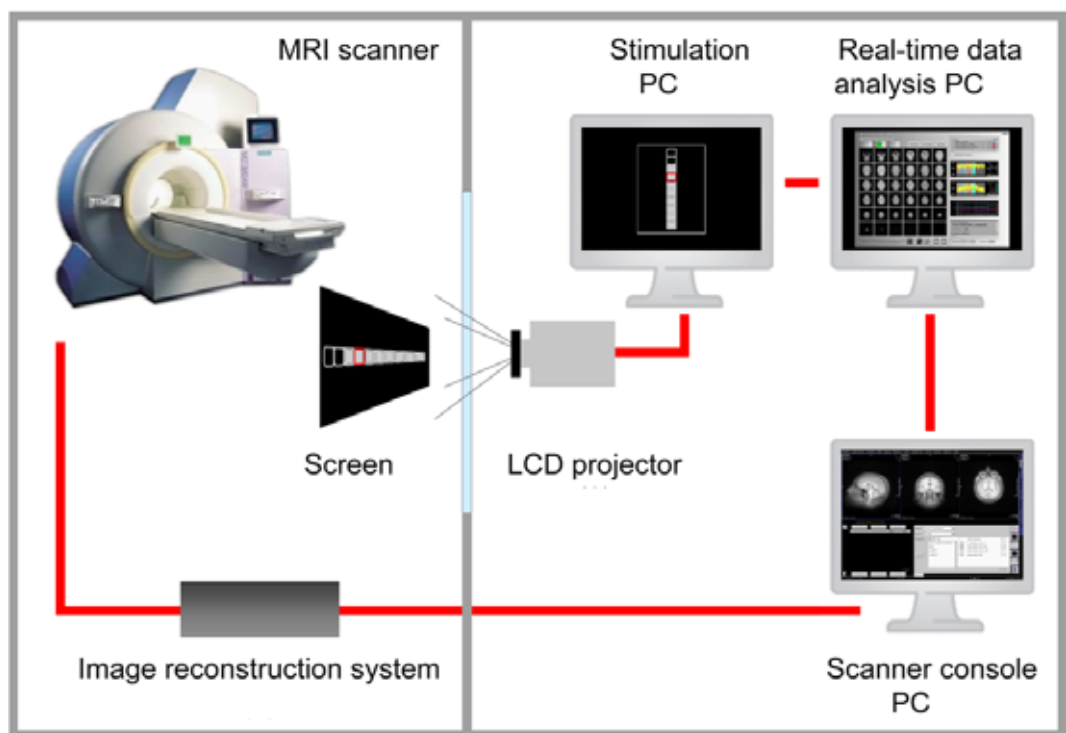 MRI scanner
Stimulation
PC
Real-time data
analysis PC
Screen
LCD projector
Image reconstruction system
Scanner console
PC